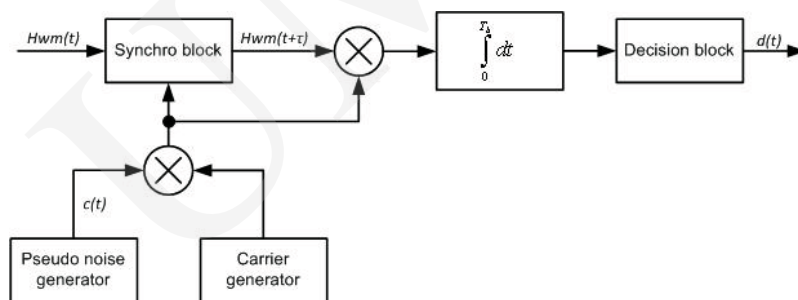 Hwm(t)
Synchro block
Hwm(t+τ)
T_b
∫ dt
0
Decision block
d(t)
c(t)
Pseudo noise
generator
Carrier
generator